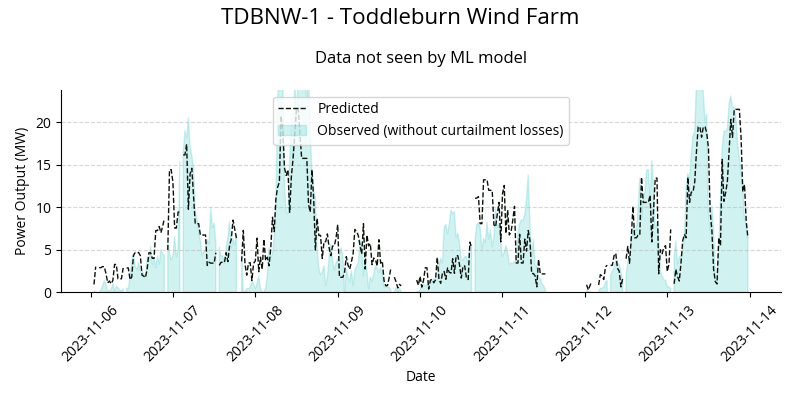 TDBNW-1 - Toddleburn Wind Farm
Data not seen by ML model
Predicted
Observed (without curtailment losses)
Power Output (MW)
20
15
10
5
0
2023-11-06
2023-11-07
2023-11-08
2023-11-09
2023-11-10
2023-11-11
2023-11-12
2023-11-13
2023-11-14
Date